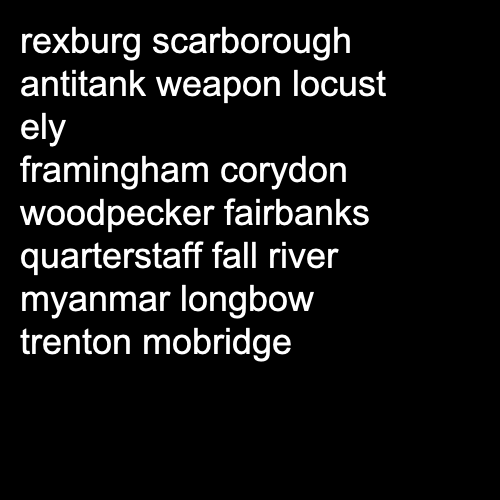 rexburg scarborough
antitank weapon locust
ely
framingham corydon
woodpecker fairbanks
quarterstaff fall river
myanmar longbow
trenton mobridge